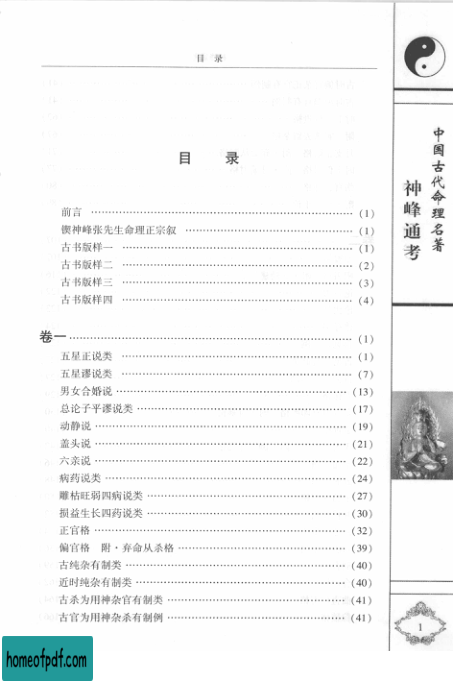 目 录
目 录
前言 ……………………………………………… (1)
锲神峰张先生命理正宗叙 ……………………………… (1)
古书版样一 ……………………………………………… (1)
古书版样二 ……………………………………………… (2)
古书版样三 ……………………………………………… (3)
古书版样四 ……………………………………………… (4)
卷一 ……………………………………………… (1)
五星正说类 ……………………………………………… (1)
五星谬说类 ……………………………………………… (7)
男女合婚说 ……………………………………………… (13)
总论子平谬说类 ……………………………………………… (17)
动静说 ……………………………………………… (19)
盖头说 ……………………………………………… (21)
六亲说 ……………………………………………… (22)
病药说类 ……………………………………………… (24)
雕枯旺弱四病说类 ……………………………………… (27)
损益生长四药说类 ……………………………………… (30)
正官格 ……………………………………………… (32)
偏官格 附·弃命从杀格 ……………………………… (39)
古纯杂有制类 ……………………………………………… (40)
近时纯杂有制类 ……………………………………………… (40)
古杀为用神杂官有制类 ……………………………… (41)
古官为用神杂杀有制例 ……………………………… (41)
中国古代命理名著
神峰通考
1
homeofpdf.com